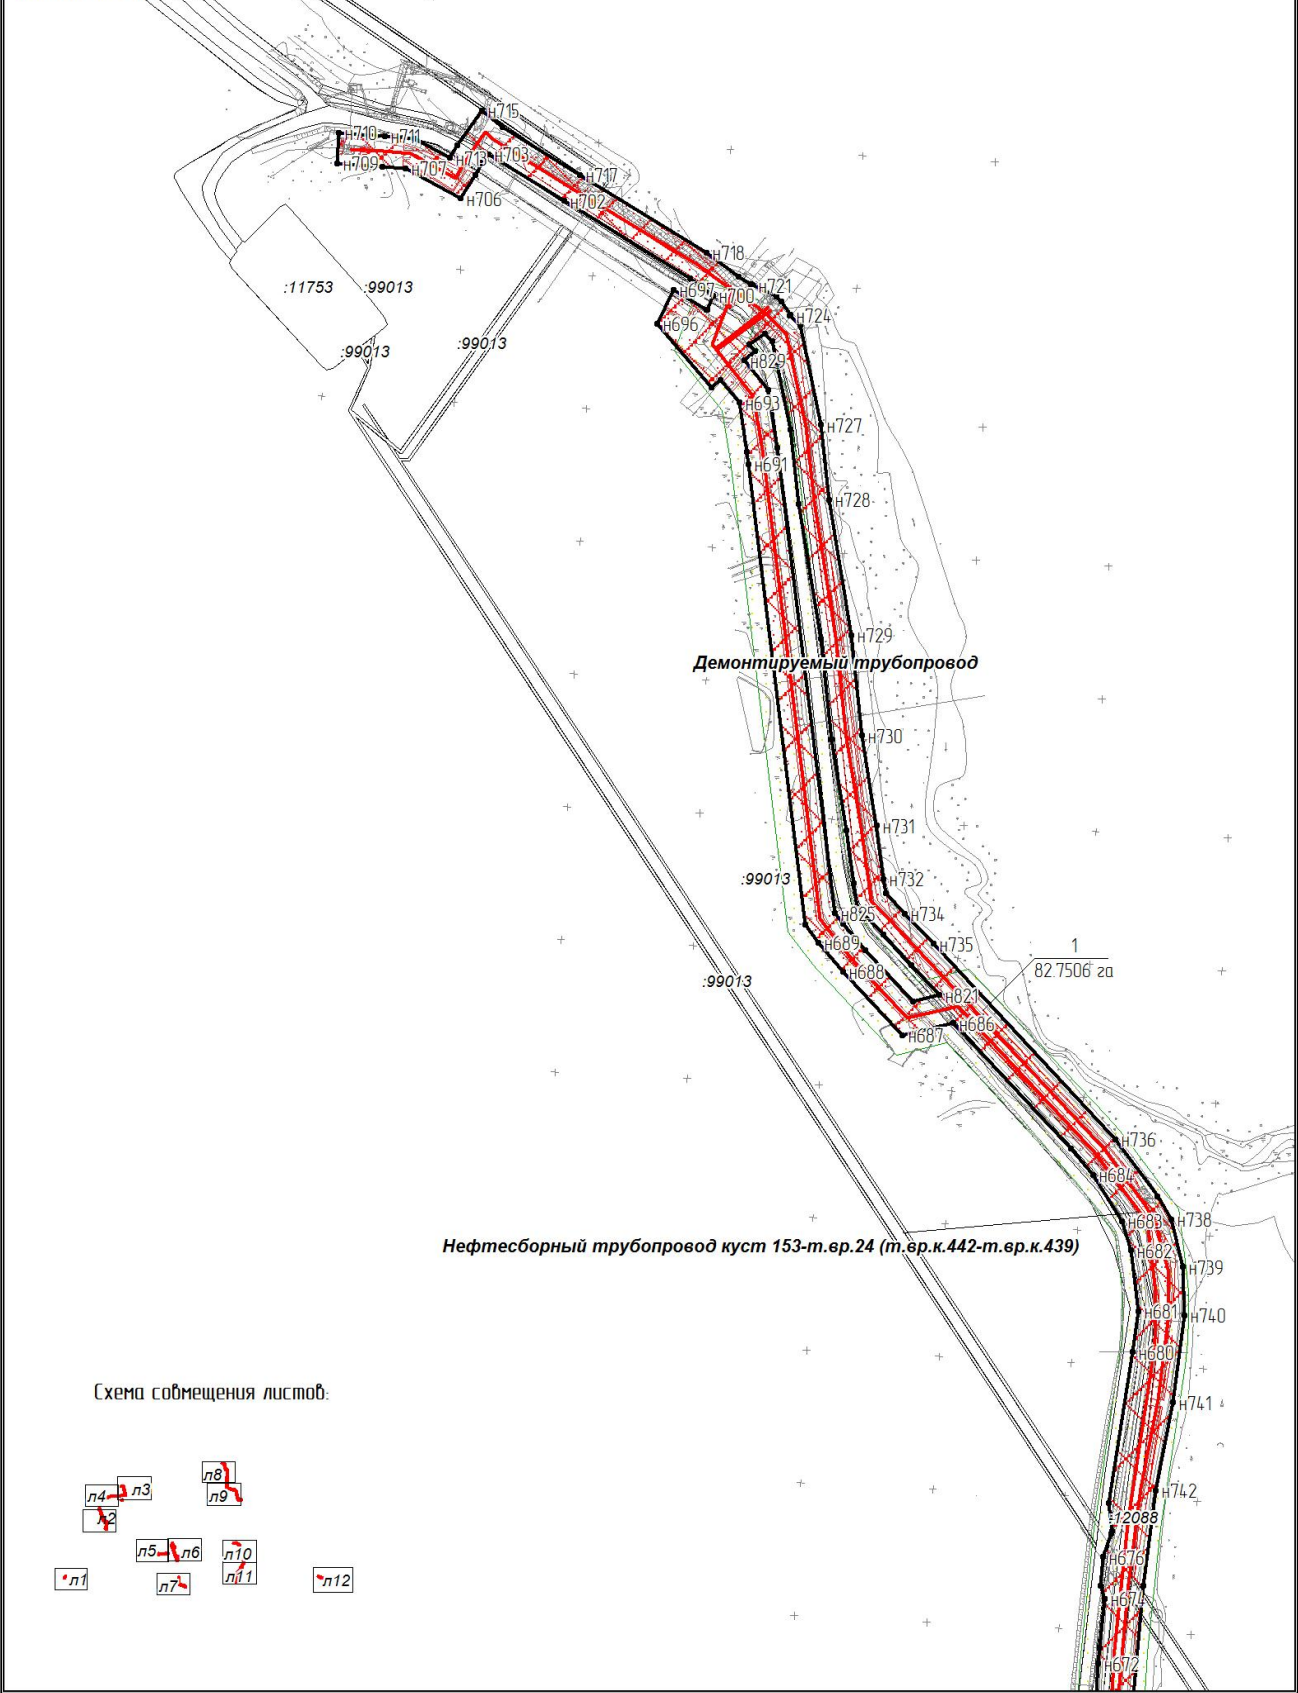 н715
н710
н711
н703
н713
н709
н707
н717
н706
н702
н718
:11753
:99013
н697
н700
н721
н724
н696
:99013
:99013
н829
н693
н727
н691
н728
н729
Демонтируемый трубопровод
н730
н731
:99013
н732
н825
н734
н689
н735
1
82.7506 га
н688
:99013
н821
н686
н687
н736
н684
н683
н738
Нефтесборный трубопровод куст 153-т.вр.24 (т.вр.к.442-т.вр.к.439)
н682
н739
н681
н740
н680
Схема совмещения листов:
н741
л8
л4
л3
л9
н742
л2
:12088
л5
л6
л10
н676
л1
л7
л11
л12
н674
н672